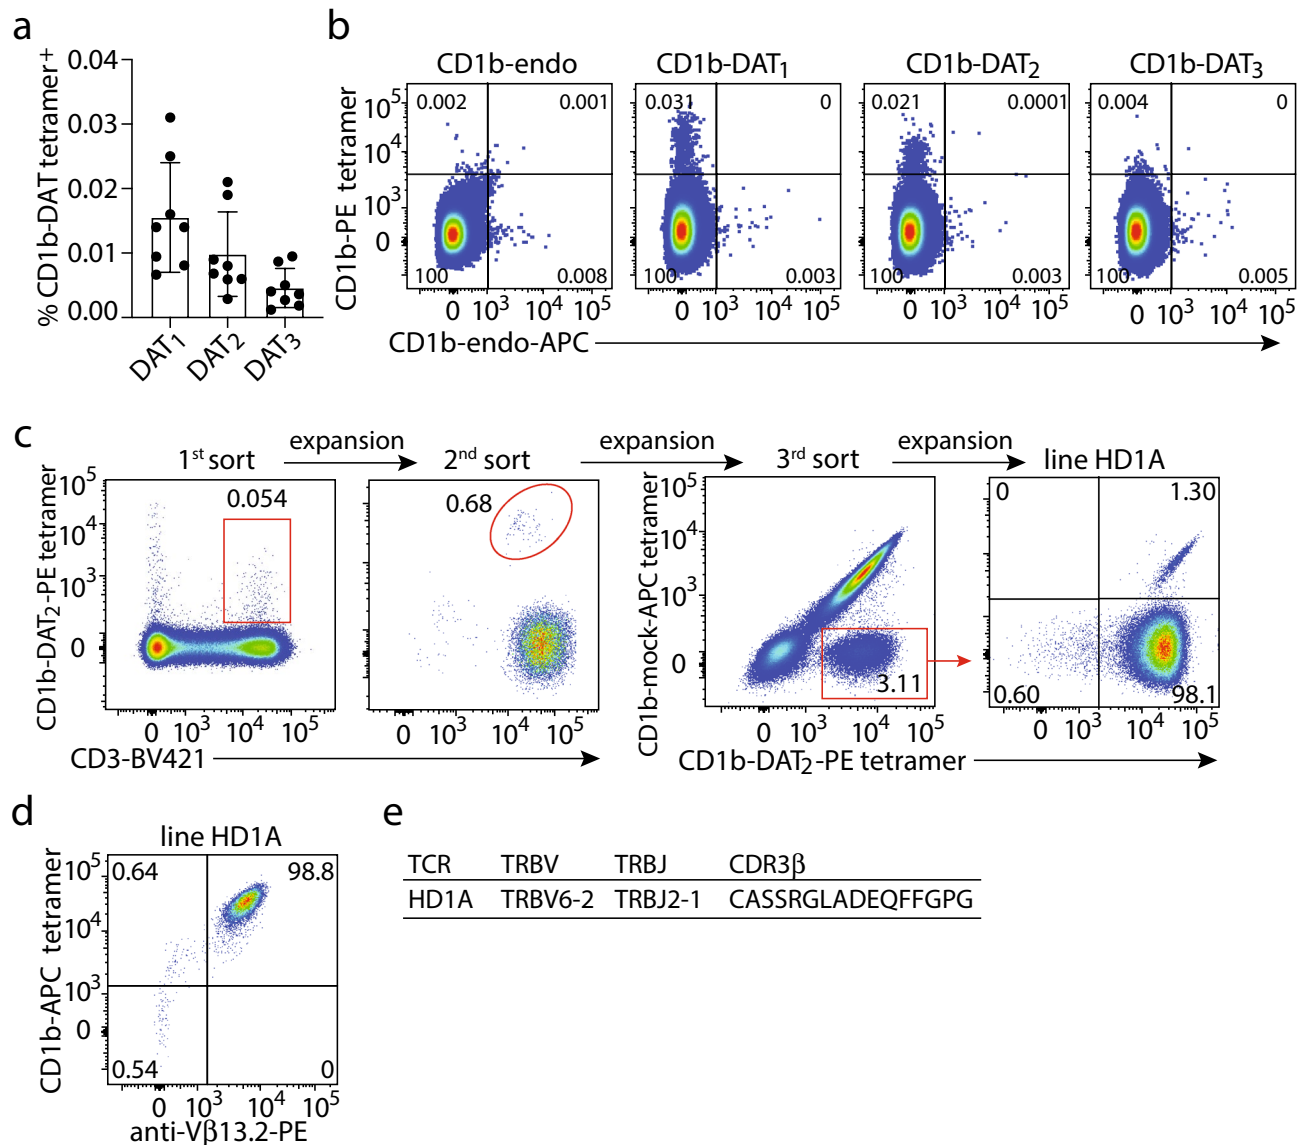 a
% CD1b-DAT tetramer+
0.04
0.03
0.02
0.01
0.00
DAT1
DAT2
DAT3
b
CD1b-endo
CD1b-DAT1
CD1b-DAT2
CD1b-DAT3
CD1b-PE tetramer
10^5
10^4
10^3
0
0.002
0.001
100
0.008
0.031
0
100
0.003
0.021
0.0001
100
0.003
0.004
0
100
0.005
0 10^3 10^4 10^5
0 10^3 10^4 10^5
0 10^3 10^4 10^5
0 10^3 10^4 10^5
CD1b-endo-APC
c
1st sort
expansion
2nd sort
expansion
3rd sort
expansion
line HD1A
CD1b-DAT2-PE tetramer
10^5
10^4
10^3
0
0.054
0.68
0 10^3 10^4 10^5
0 10^3 10^4 10^5
CD3-BV421
CD1b-mock-APC tetramer
10^5
10^4
10^3
0
3.11
0
1.30
0.60
98.1
0 10^3 10^4 10^5
0 10^3 10^4 10^5
CD1b-DAT2-PE tetramer
d
line HD1A
CD1b-APC tetramer
10^5
10^4
10^3
0
0.64
98.8
0.54
0
0 10^3 10^4 10^5
anti-Vβ13.2-PE
e
TCR TRBV TRBJ CDR3β
HD1A TRBV6-2 TRBJ2-1 CASSRGLADEQFFGPG